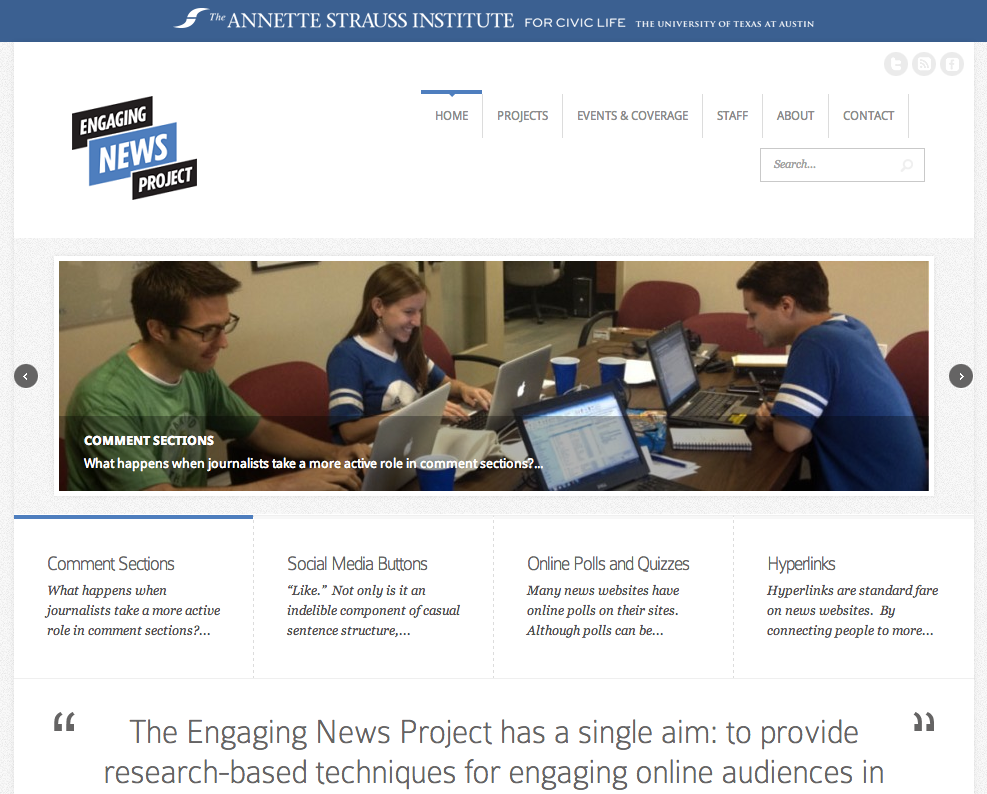 The ANNETTE STRAUSS INSTITUTE FOR CIVIC LIFE THE UNIVERSITY OF TEXAS AT AUSTIN
ENGAGING
NEWS
PROJECT
HOME PROJECTS EVENTS & COVERAGE STAFF ABOUT CONTACT
Search...
COMMENT SECTIONS
What happens when journalists take a more active role in comment sections?...
Comment Sections
What happens when
journalists take a more active
role in comment sections?...
Social Media Buttons
“Like.”  Not only is it an
indelible component of casual
sentence structure,...
Online Polls and Quizzes
Many news websites have
online polls on their sites.
Although polls can be...
Hyperlinks
Hyperlinks are standard fare
on news websites.  By
connecting people to more...
“ The Engaging News Project has a single aim: to provide ”
research-based techniques for engaging online audiences in